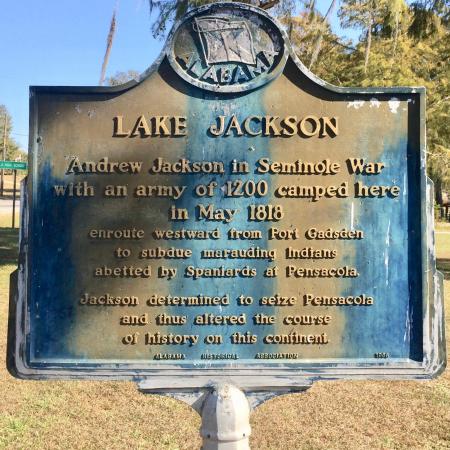 ALABAMA
LAKE JACKSON
Andrew Jackson in Seminole War
with an army of 1200 camped here
in May 1818
enroute westward from Fort Gadsden
to subdue marauding Indians
abetted by Spaniards at Pensacola.
Jackson determined to seize Pensacola
and thus altered the course
of history on this continent.
ALABAMA HISTORICAL ASSOCIATION